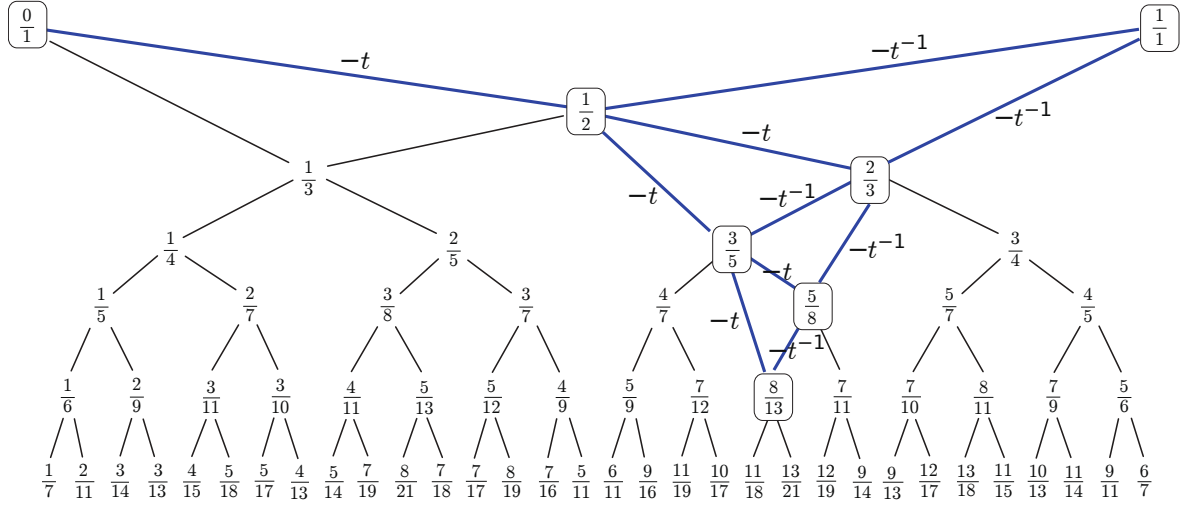 0/1 1/1
−t −t⁻¹
1/2
−t −t⁻¹
1/3 −t −t⁻¹ 2/3
1/4 2/5 3/5 −t⁻¹ 3/4
−t
1/5 2/7 3/8 3/7 4/7 5/8 5/7 4/5
−t −t⁻¹
1/6 2/9 3/11 3/10 4/11 5/13 5/12 4/9 5/9 7/12 8/13 7/11 7/10 8/11 7/9 5/6
1/7 2/11 3/14 3/13 4/15 5/18 5/17 4/13 5/14 7/19 8/21 7/18 7/17 8/19 7/16 5/11 6/11 9/16 11/19 10/17 11/18 13/21 12/19 9/14 9/13 12/17 13/18 11/15 10/13 11/14 9/11 6/7